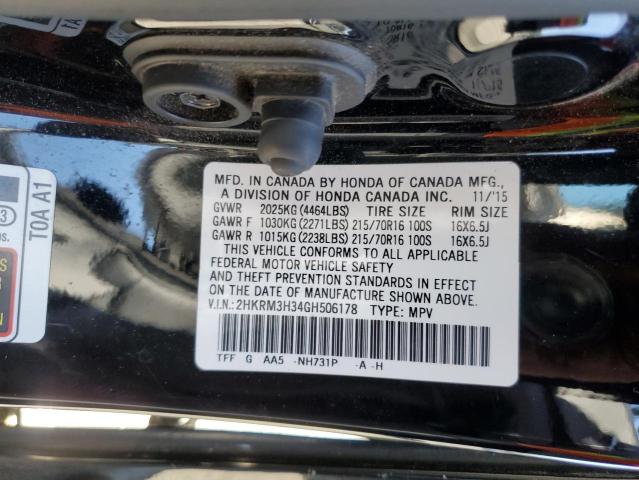 MFD. IN CANADA BY HONDA OF CANADA MFG.,
A DIVISION OF HONDA CANADA INC. 11/'15
GVWR 2025KG (4464LBS) TIRE SIZE RIM SIZE
GAWR F 1030KG (2271LBS) 215/70R16 100S 16X6.5J
GAWR R 1015KG (2238LBS) 215/70R16 100S 16X6.5J
THIS VEHICLE CONFORMS TO ALL APPLICABLE
FEDERAL MOTOR VEHICLE SAFETY
AND THEFT PREVENTION STANDARDS IN EFFECT
ON THE DATE OF MANUFACTURE SHOWN ABOVE.
V.I.N.: 2HKRM3H34GH506178 TYPE: MPV
TFF G AA5 -NH731P -A -H
T0A A1